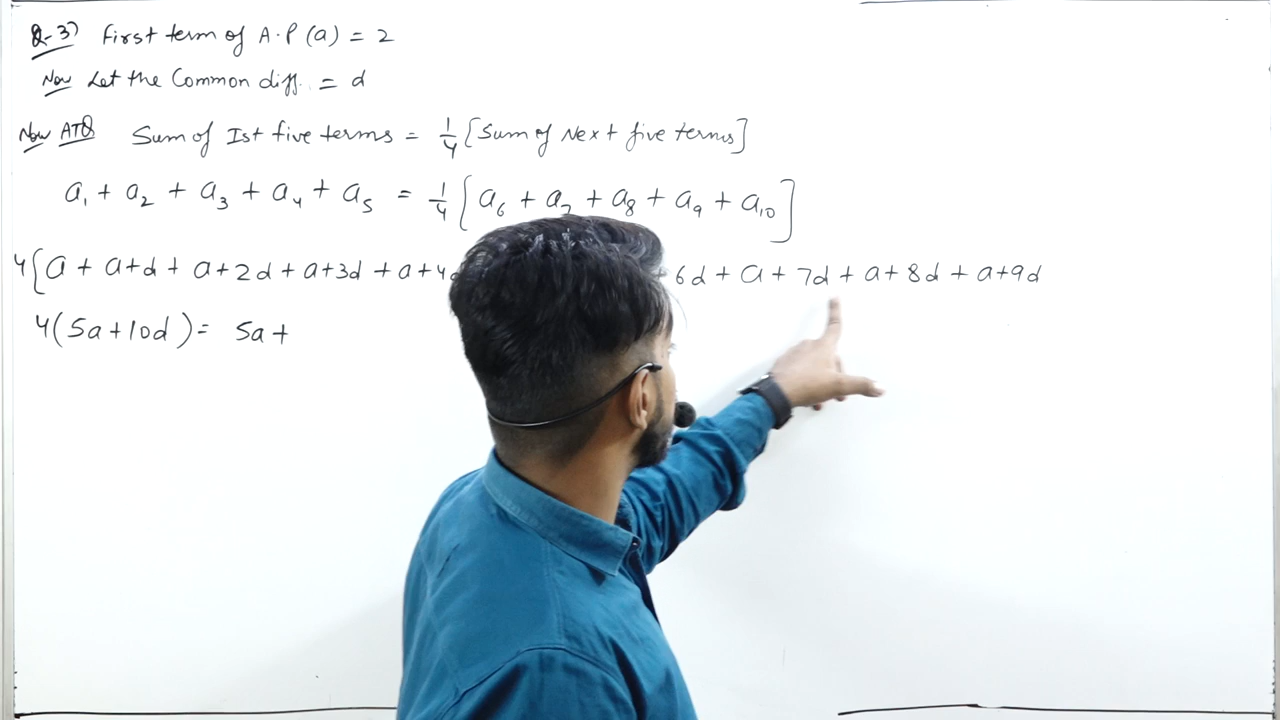 Q-3) First term of A.P (a) = 2
Now Let the Common diff. = d
Now ATQ Sum of Ist five terms = 1/4 [Sum of Next five terms]
a₁ + a₂ + a₃ + a₄ + a₅ = 1/4 [a₆ + a₇ + a₈ + a₉ + a₁₀]
4[a + a+d + a+2d + a+3d + a+4d 6d + a + 7d + a + 8d + a+9d
4(5a+10d) = 5a +